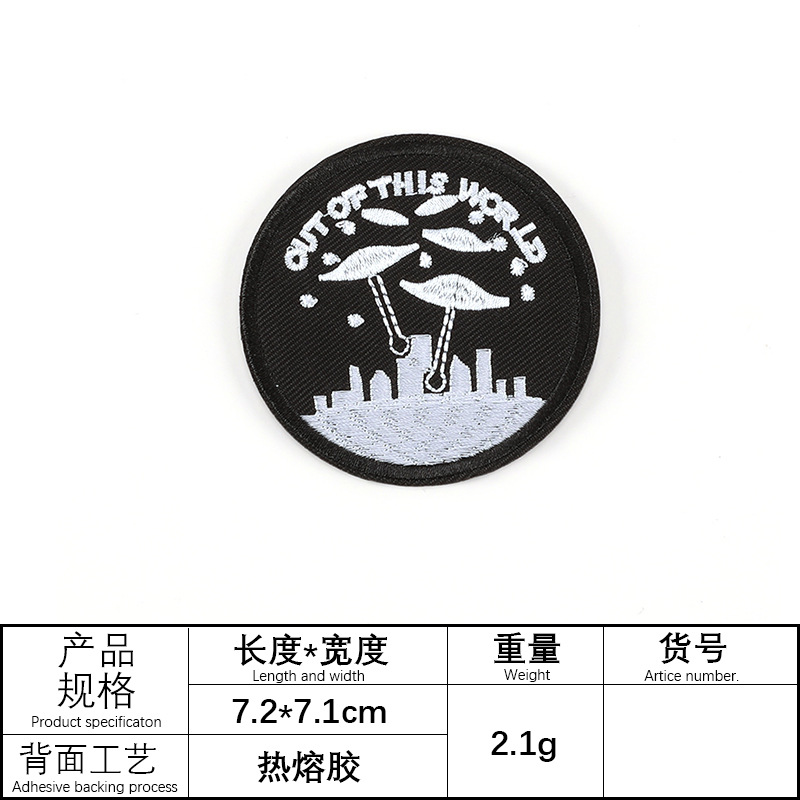 OUT OF THIS WORLD
产品
规格
Product specificaton
长度*宽度
Length and width
重量
Weight
货号
Artice number.
7.2*7.1cm
2.1g
背面工艺
Adhesive backing process
热熔胶